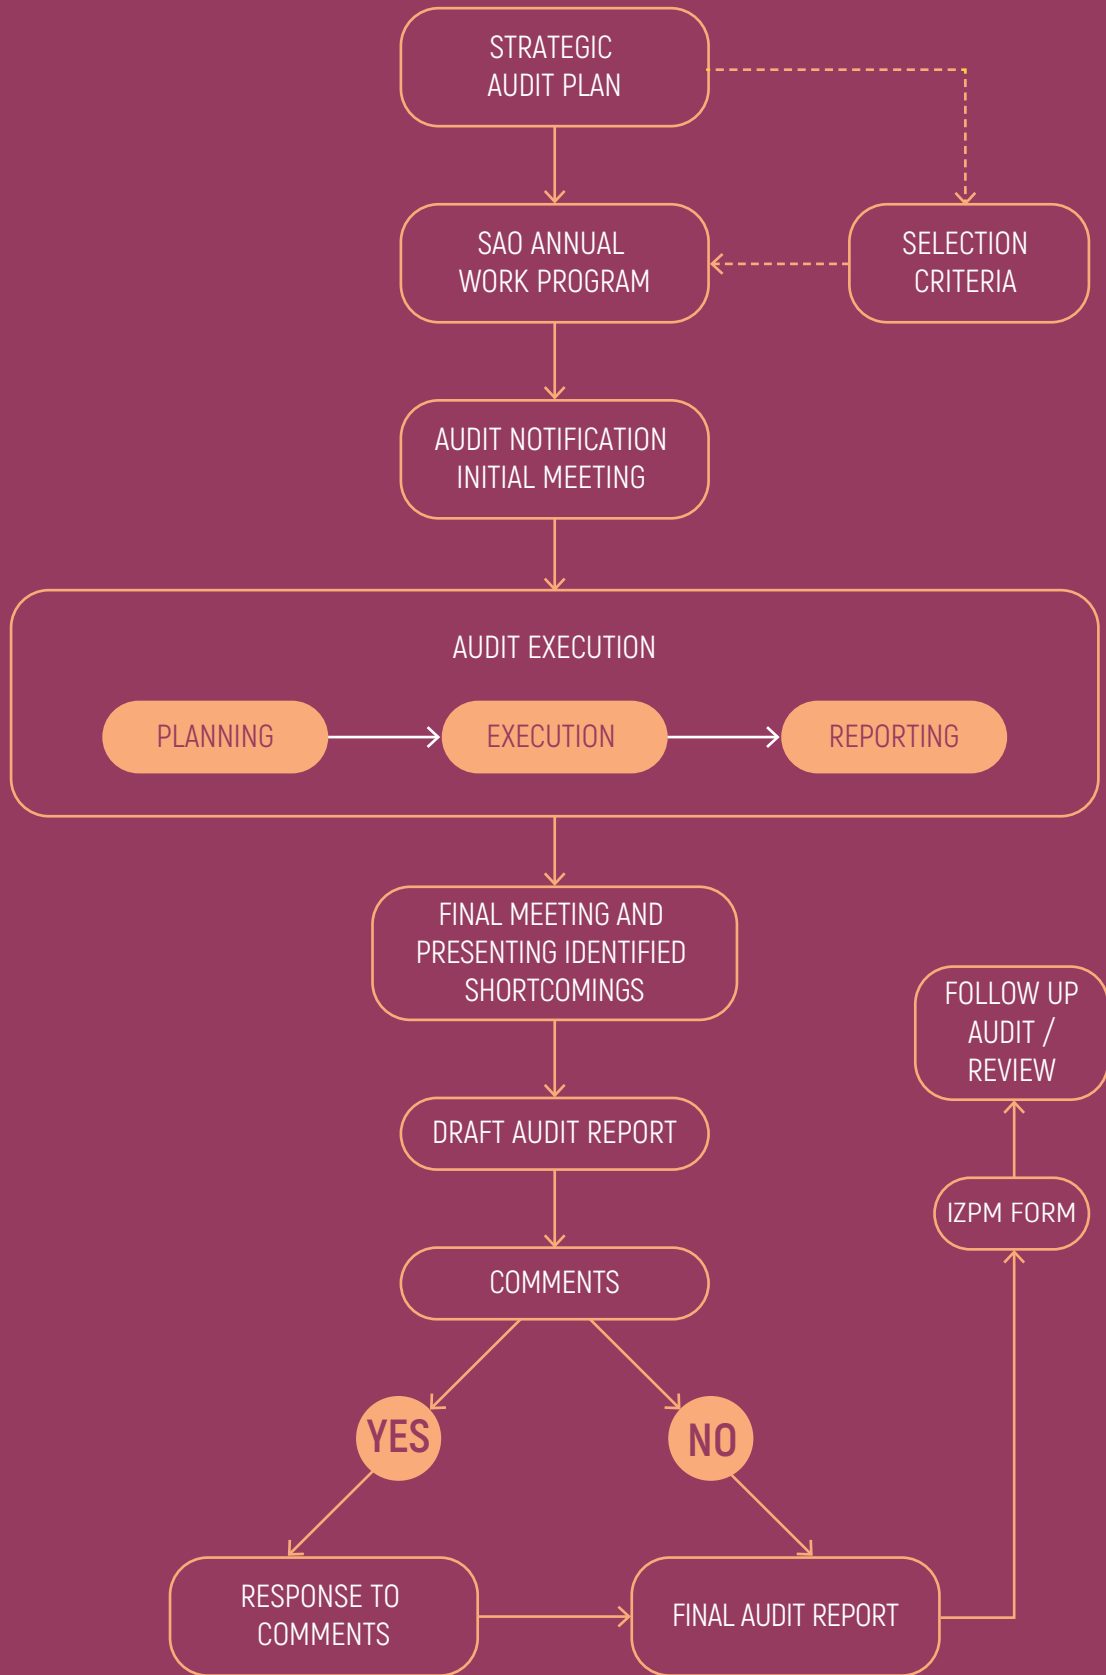 STRATEGIC
AUDIT PLAN
SAO ANNUAL
WORK PROGRAM
SELECTION
CRITERIA
AUDIT NOTIFICATION
INITIAL MEETING
AUDIT EXECUTION
PLANNING
EXECUTION
REPORTING
FINAL MEETING AND
PRESENTING IDENTIFIED
SHORTCOMINGS
FOLLOW UP
AUDIT /
REVIEW
DRAFT AUDIT REPORT
IZPM FORM
COMMENTS
YES
NO
RESPONSE TO
COMMENTS
FINAL AUDIT REPORT